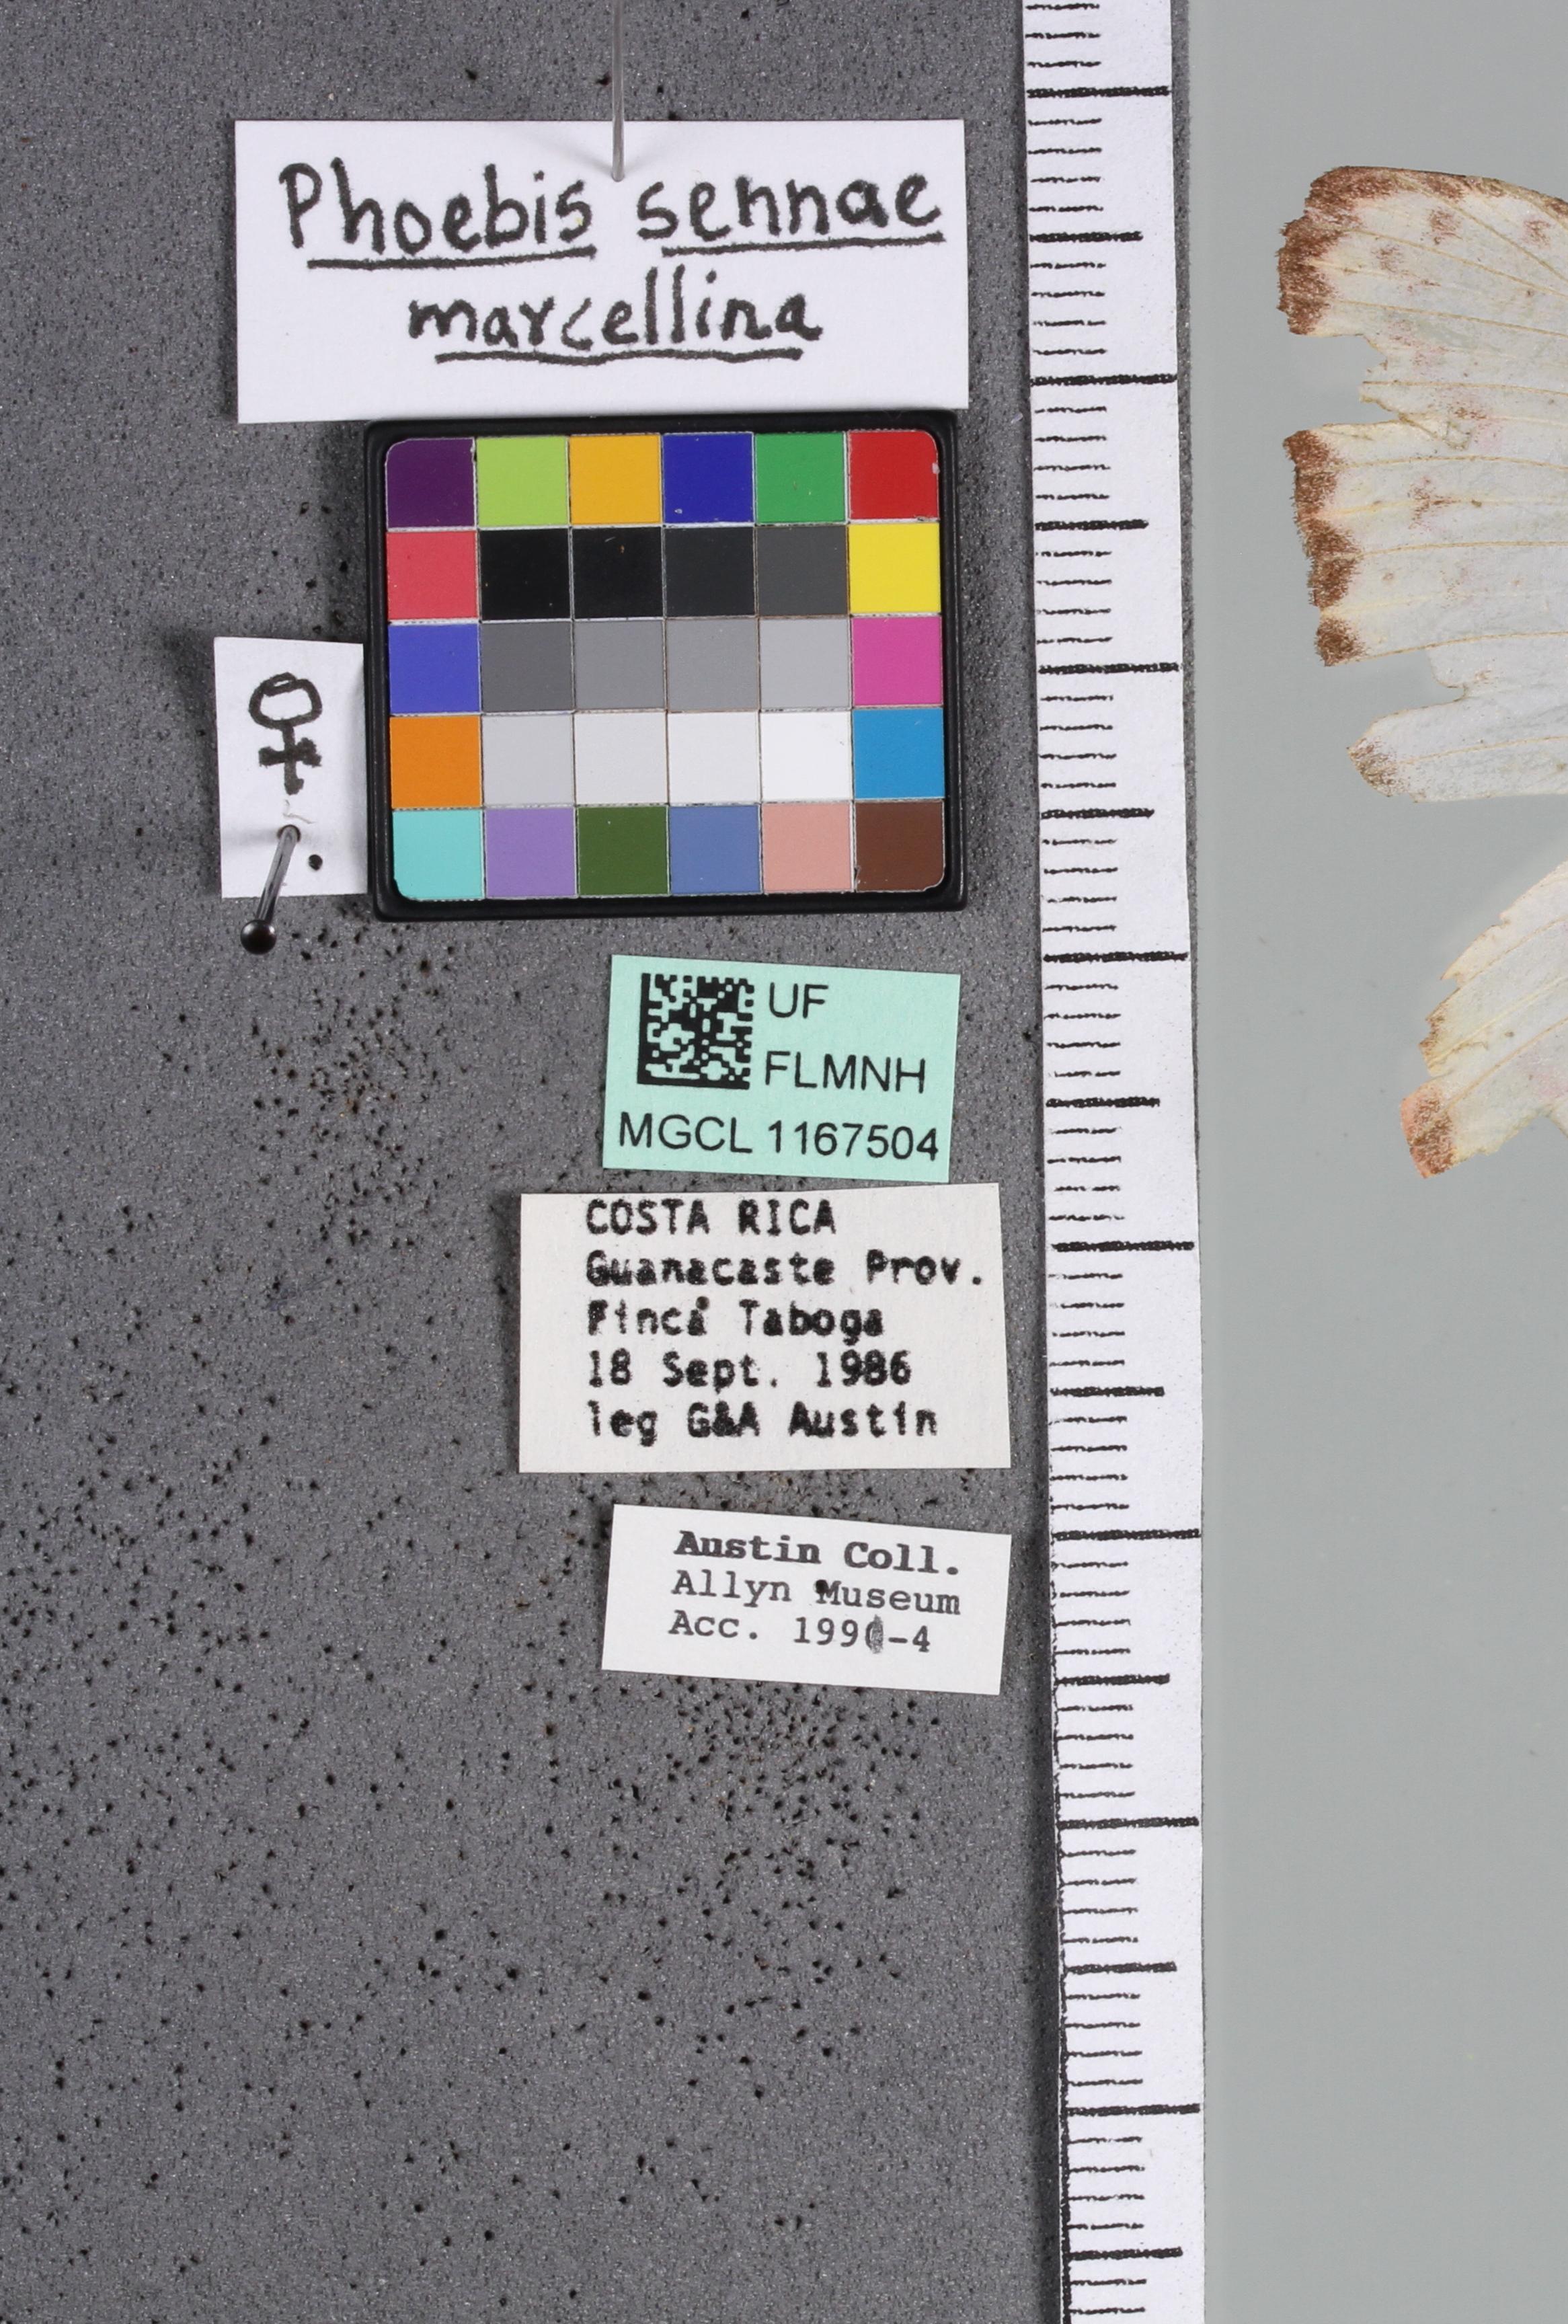 Phoebis sennae
marcellina
♀
UF
FLMNH
MGCL 1167504
COSTA RICA
Guanacaste Prov.
Finca Taboga
18 Sept. 1986
leg G&A Austin
Austin Coll.
Allyn Museum
Acc.